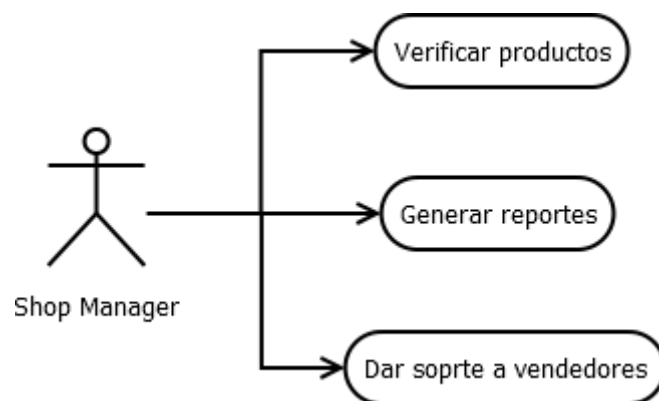 Verificar productos
Generar reportes
Shop Manager
Dar soprte a vendedores